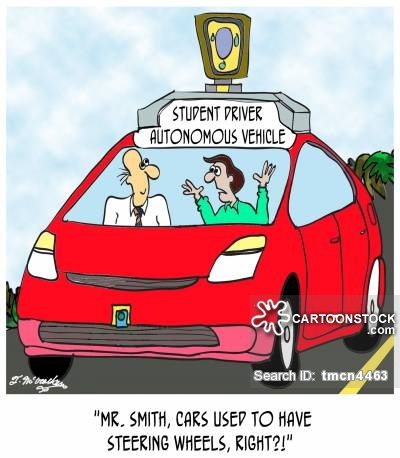 STUDENT DRIVER
AUTONOMOUS VEHICLE
CARTOONSTOCK
.com
Search ID: tmcn4463
"MR. SMITH, CARS USED TO HAVE
STEERING WHEELS, RIGHT?!"